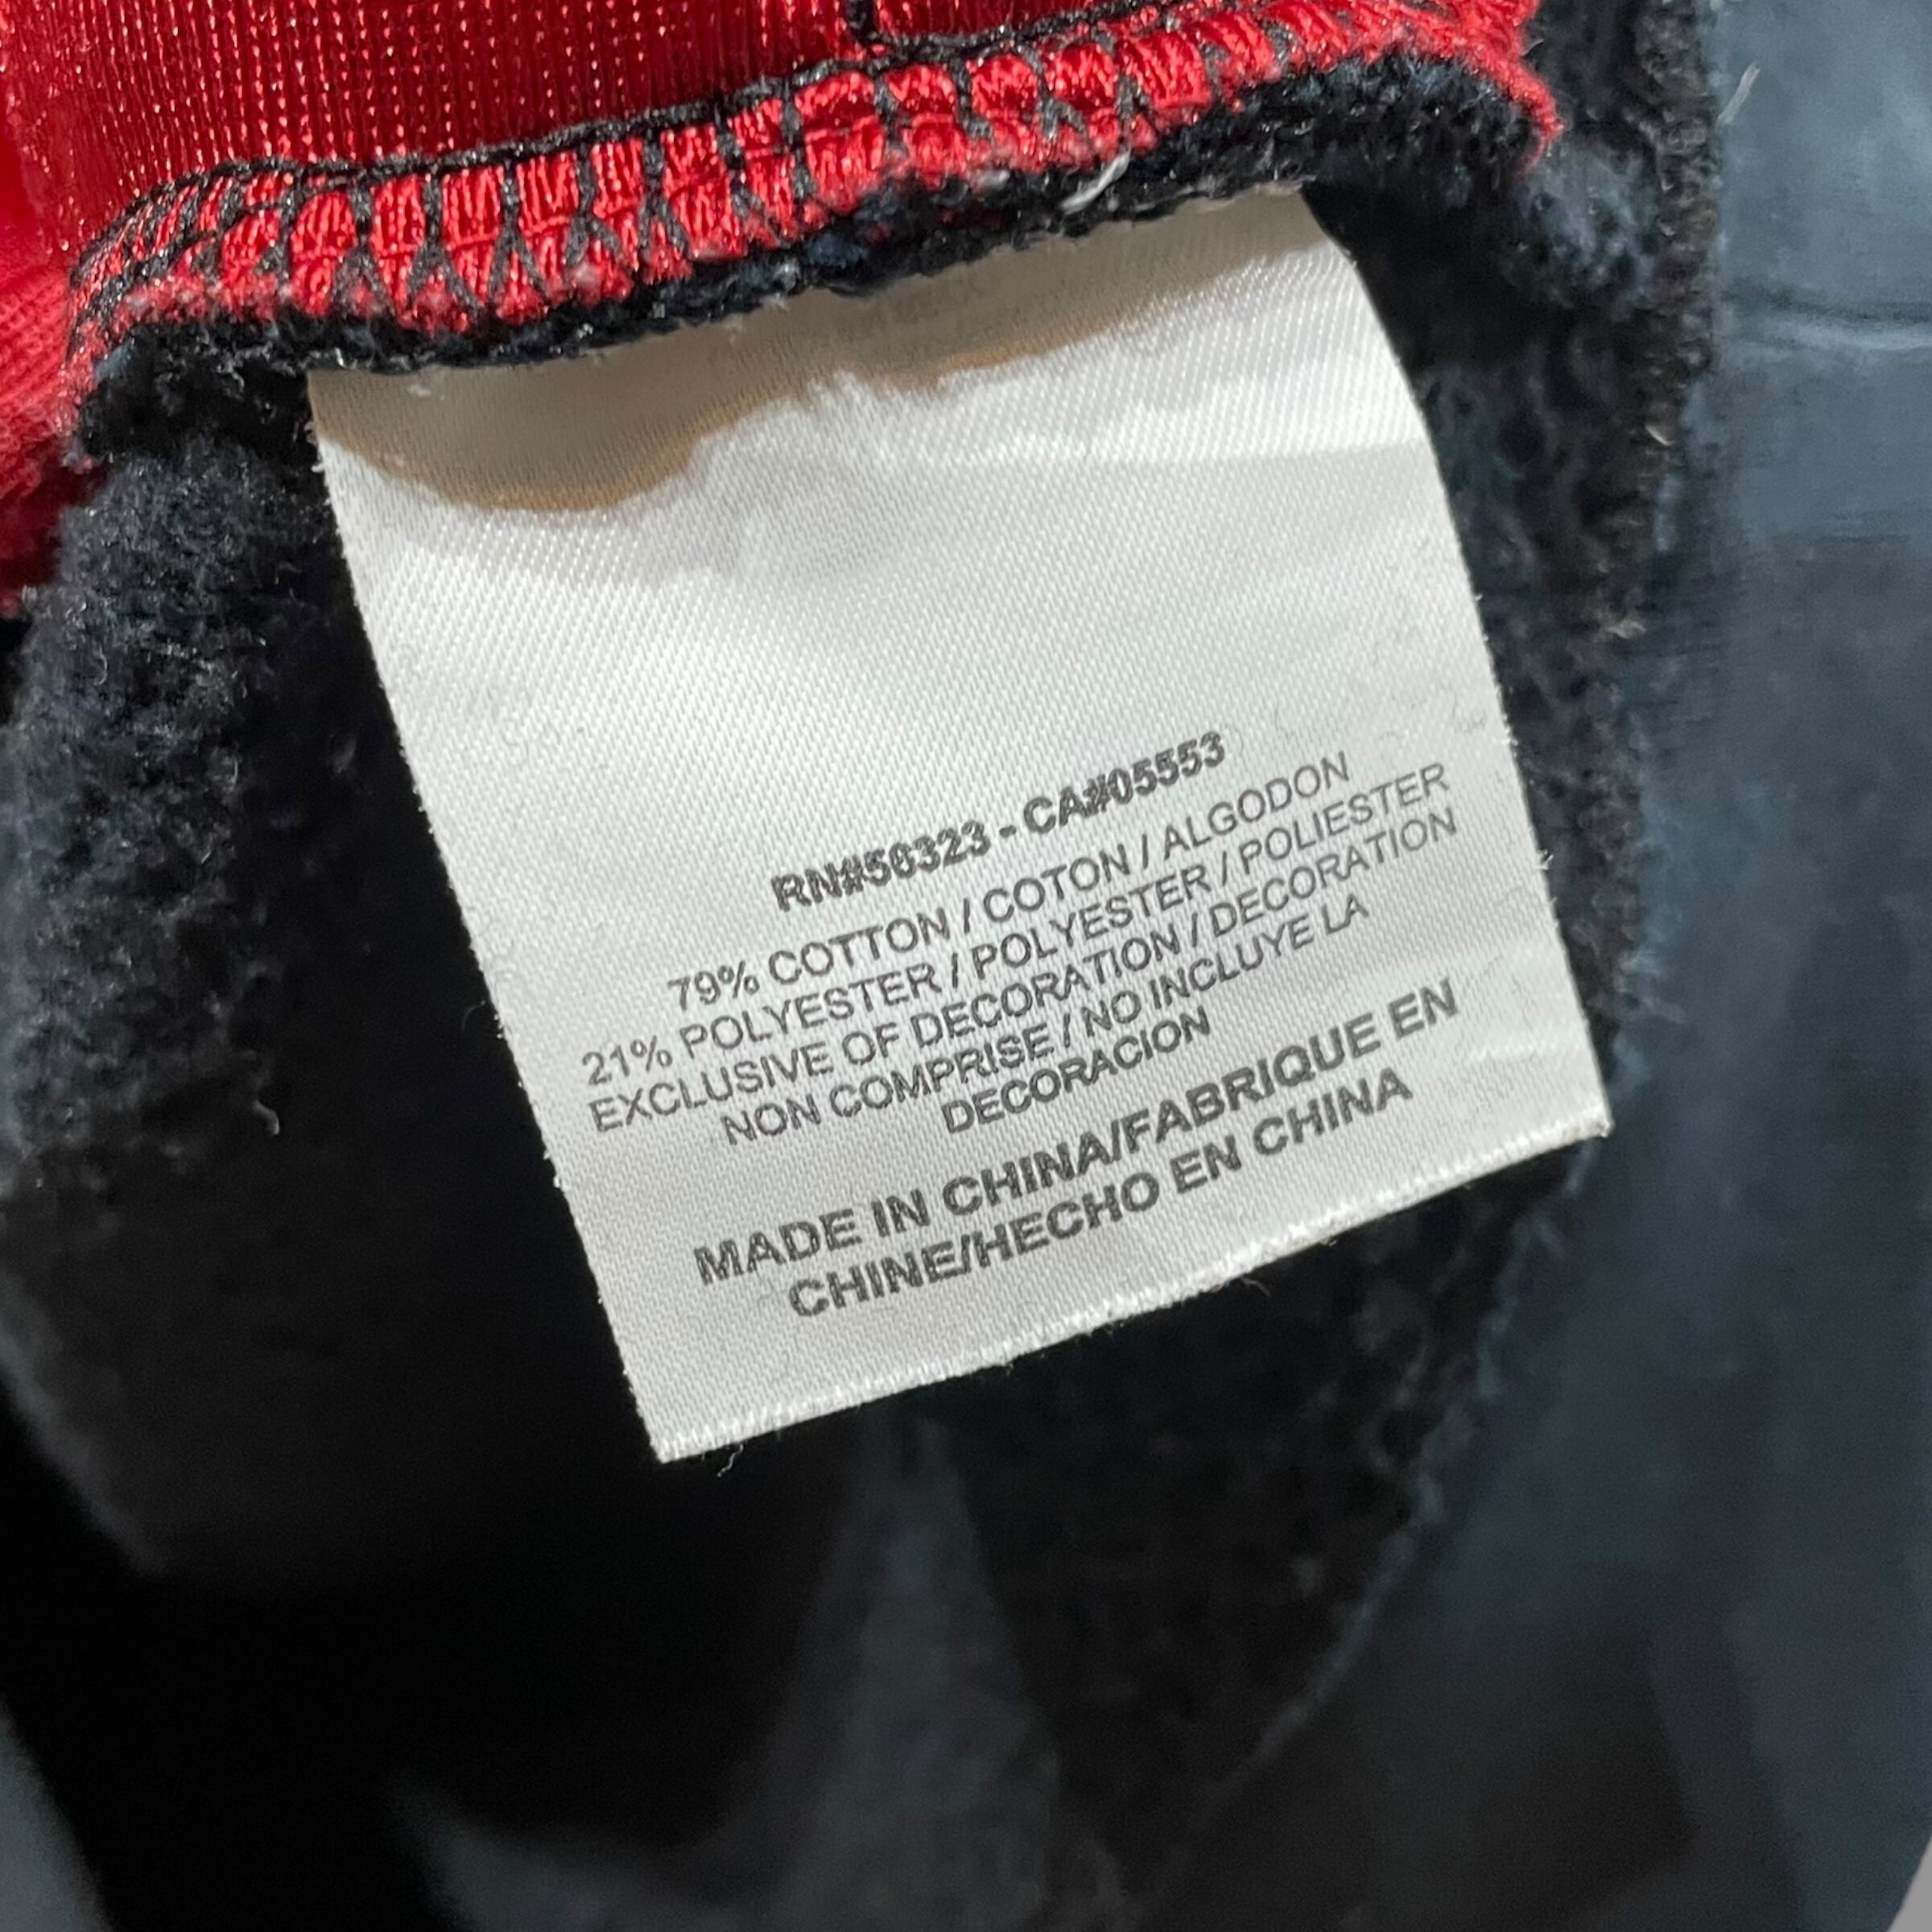 RN#56323 - CA#05553
79% COTTON / COTON / ALGODON
21% POLYESTER / POLYESTER / POLIESTER
EXCLUSIVE OF DECORATION / DECORATION
NON COMPRISE / NO INCLUYE LA
DECORACION
MADE IN CHINA/FABRIQUE EN
CHINE/HECHO EN CHINA